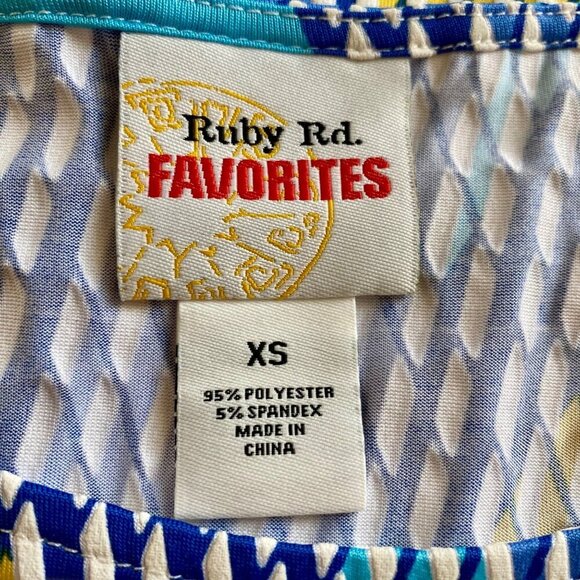 Ruby Rd.
FAVORITES
XS
95% POLYESTER
5% SPANDEX
MADE IN
CHINA